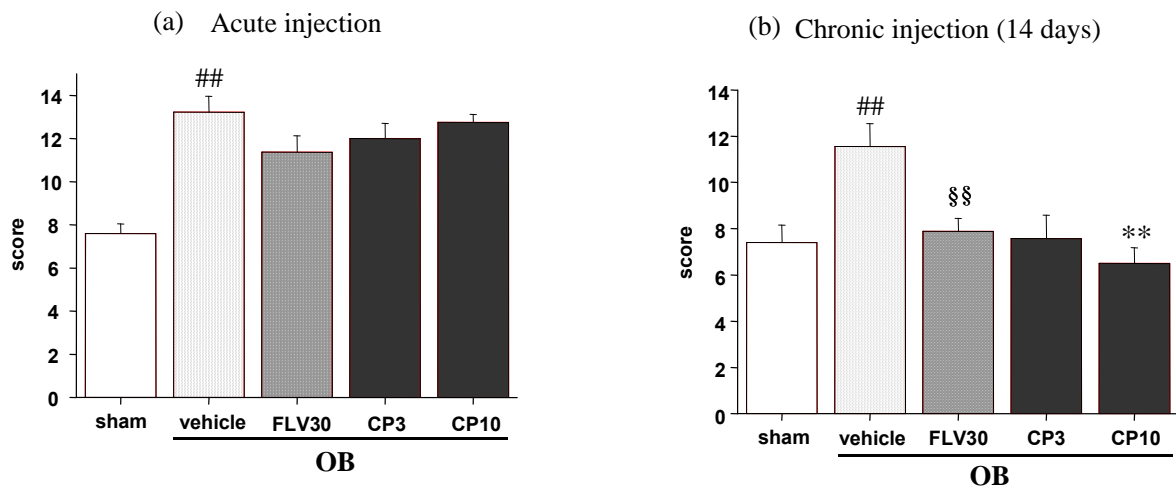 (a) Acute injection
##
14
12
10
8
6
4
2
0
score
sham vehicle FLV30 CP3 CP10
OB
(b) Chronic injection (14 days)
##
§§
**
14
12
10
8
6
4
2
0
score
sham vehicle FLV30 CP3 CP10
OB